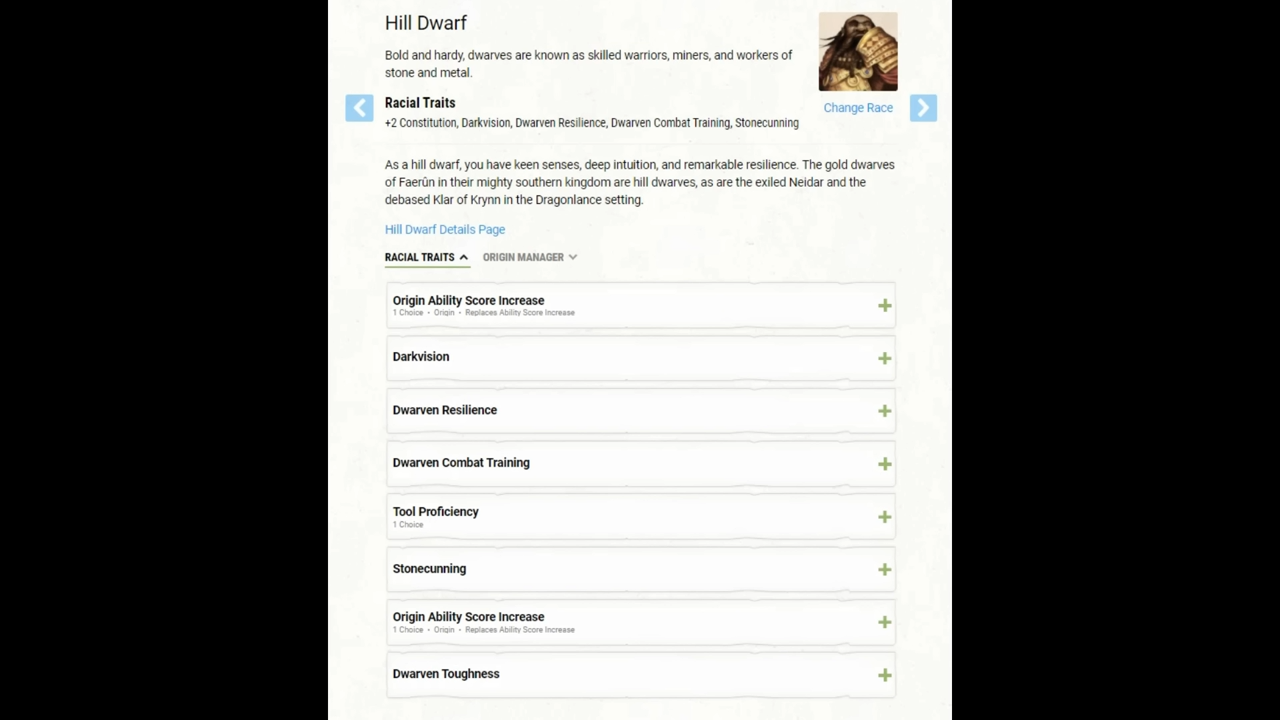 Hill Dwarf
Bold and hardy, dwarves are known as skilled warriors, miners, and workers of
stone and metal.
Racial Traits
+2 Constitution, Darkvision, Dwarven Resilience, Dwarven Combat Training, Stonecunning
Change Race
As a hill dwarf, you have keen senses, deep intuition, and remarkable resilience. The gold dwarves
of Faerûn in their mighty southern kingdom are hill dwarves, as are the exiled Neidar and the
debased Klar of Krynn in the Dragonlance setting.
Hill Dwarf Details Page
RACIAL TRAITS ORIGIN MANAGER
Origin Ability Score Increase
1 Choice • Origin • Replaces Ability Score Increase
Darkvision
Dwarven Resilience
Dwarven Combat Training
Tool Proficiency
1 Choice
Stonecunning
Origin Ability Score Increase
1 Choice • Origin • Replaces Ability Score Increase
Dwarven Toughness